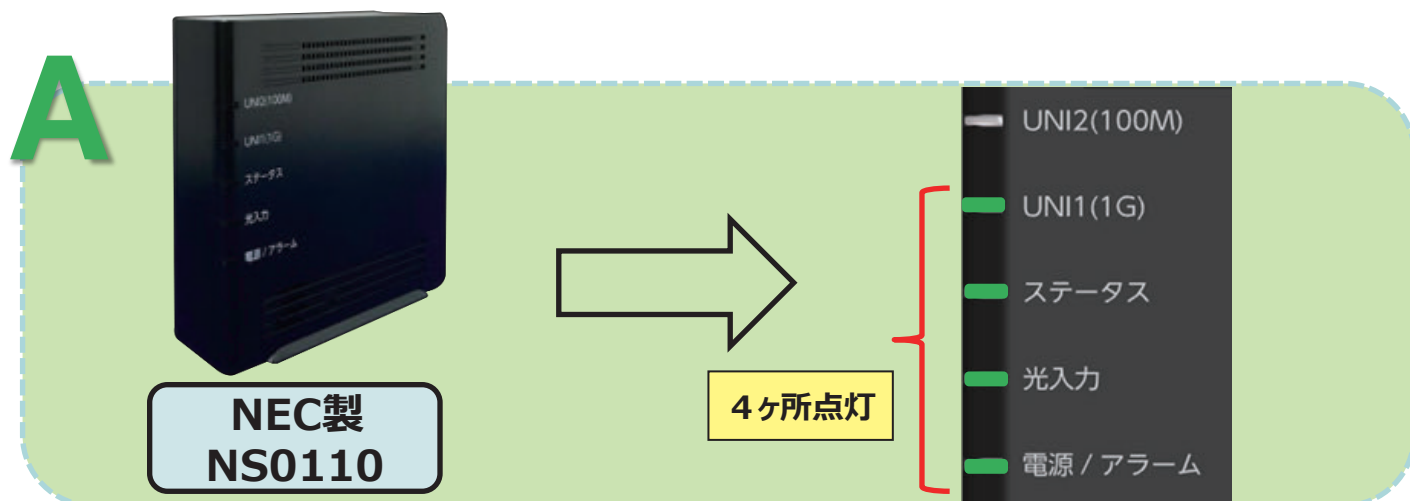 A
UNI2(100M)
UNI1(1G)
ステータス
光入力
電源 / アラーム
NEC製
NS0110
4ヶ所点灯
UNI2(100M)
UNI1(1G)
ステータス
光入力
電源 / アラーム